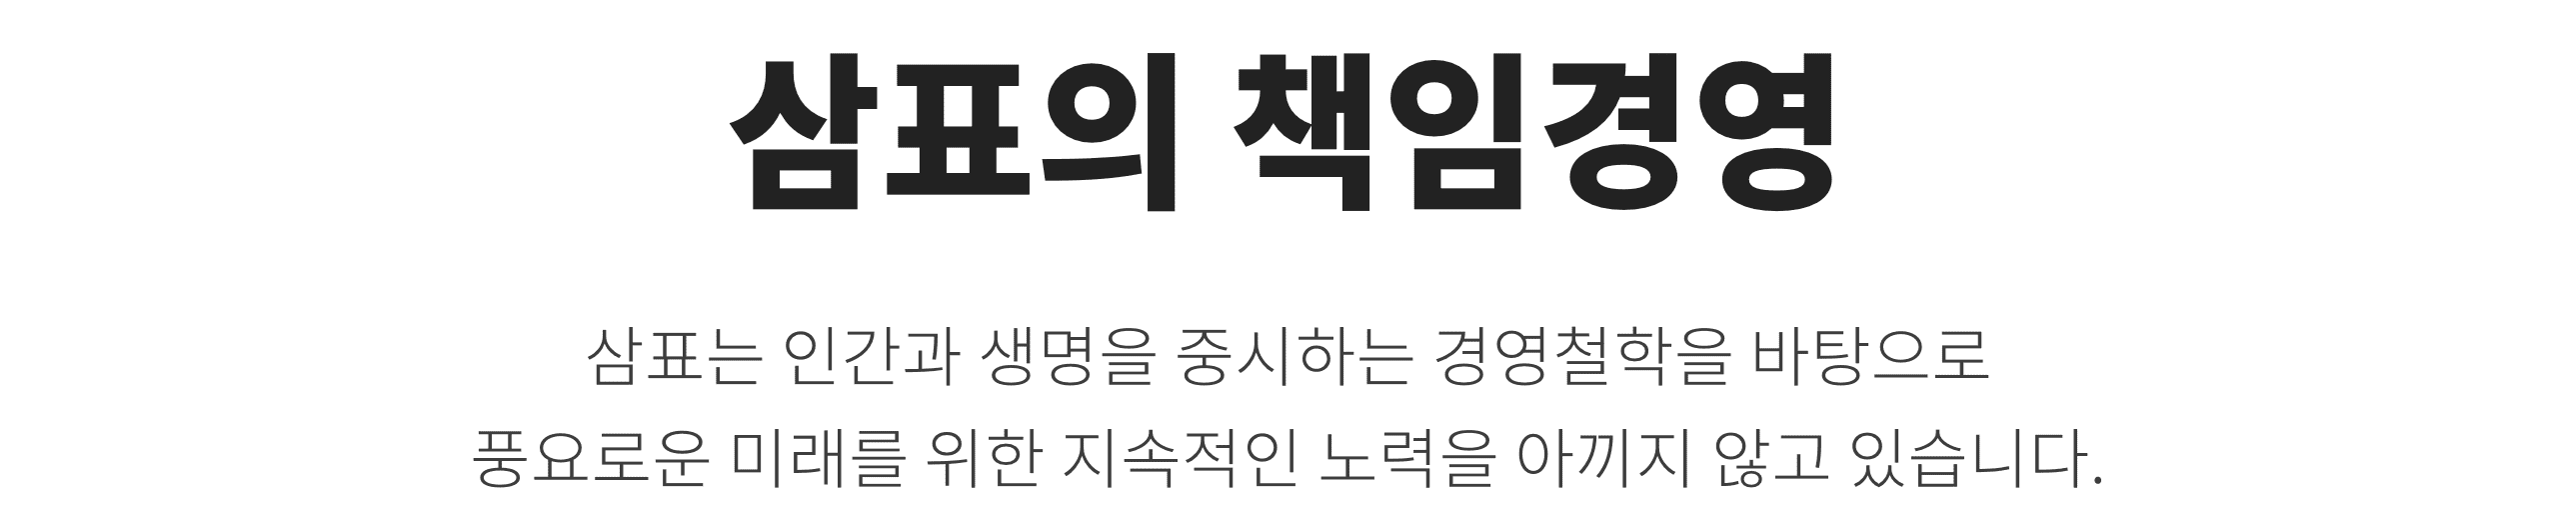 삼표의 책임경영
삼표는 인간과 생명을 중시하는 경영철학을 바탕으로
풍요로운 미래를 위한 지속적인 노력을 아끼지 않고 있습니다.